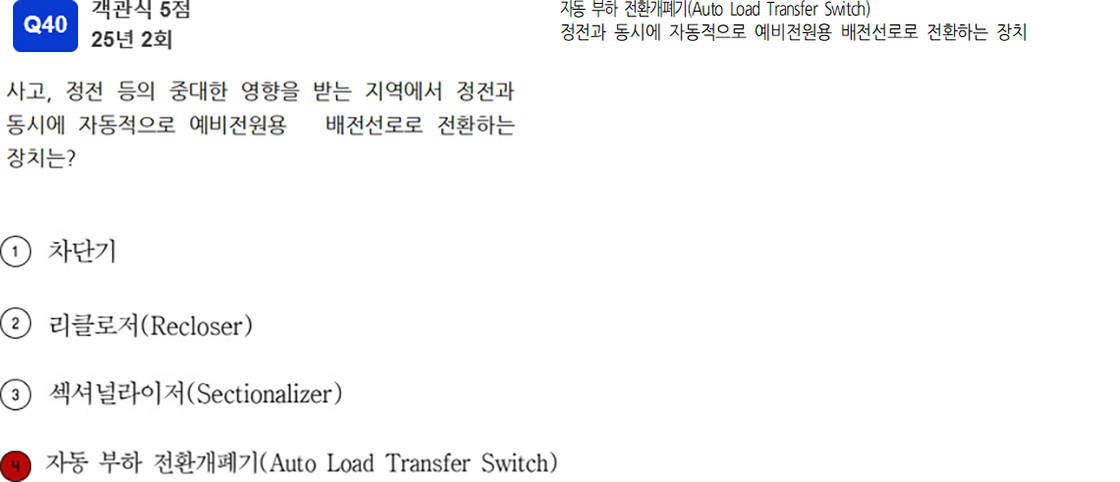 Q40
객관식 5점
25년 2회
사고, 정전 등의 중대한 영향을 받는 지역에서 정전과
동시에 자동적으로 예비전원용 배전선로로 전환하는
장치는?
1 차단기
2 리클로저(Recloser)
3 섹셔널라이저(Sectionalizer)
4 자동 부하 전환개폐기(Auto Load Transfer Switch)
자동 부하 전환개폐기(Auto Load Transfer Switch)
정전과 동시에 자동적으로 예비전원용 배전선로로 전환하는 장치